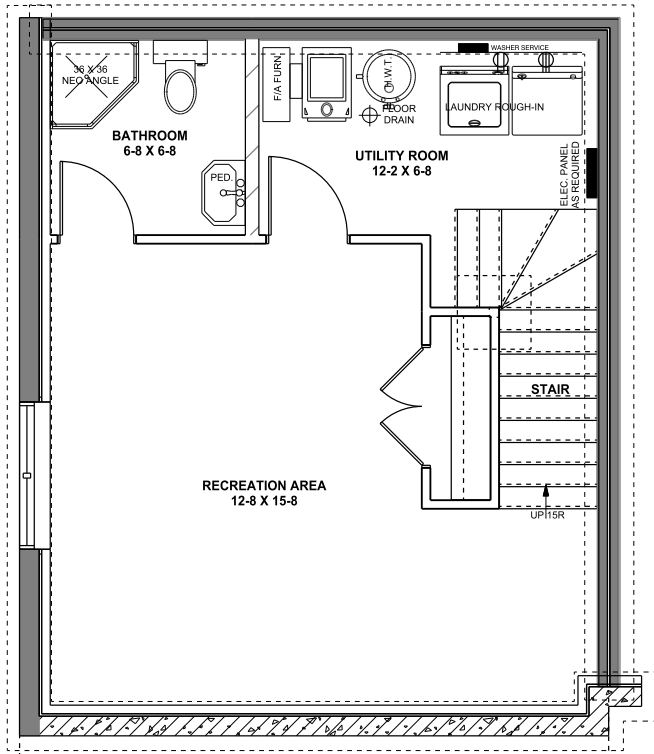 WASHER SERVICE
36 X 36
NEO ANGLE
F/A FURN
H.W.T.
FLOOR
DRAIN
LAUNDRY ROUGH-IN
BATHROOM
6-8 X 6-8
UTILITY ROOM
12-2 X 6-8
ELEC. PANEL
AS REQUIRED
PED.
STAIR
RECREATION AREA
12-8 X 15-8
UP 15R